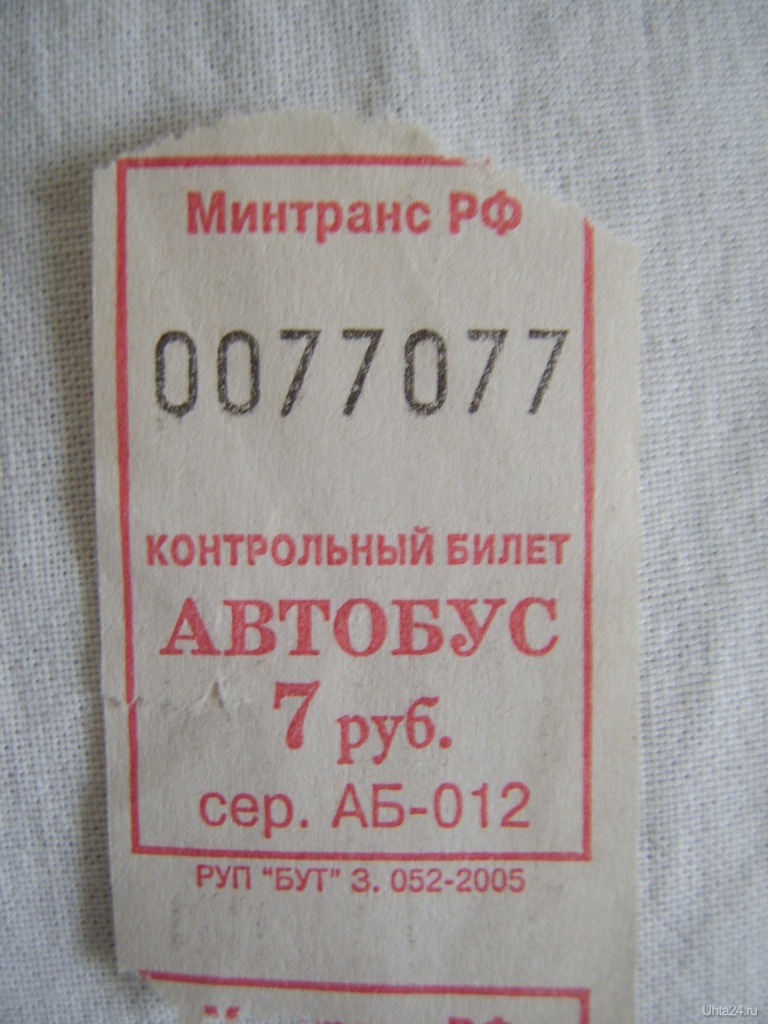 Минтранс РФ
0077077
КОНТРОЛЬНЫЙ БИЛЕТ
АВТОБУС
7 руб.
сер. АБ-012
РУП "БУТ" З. 052-2005
Uhta24.ru